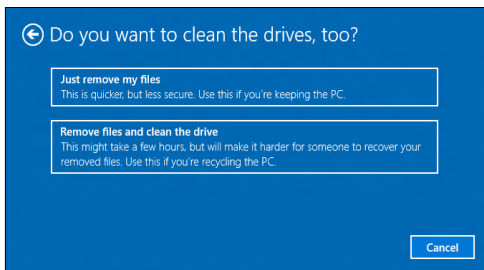 Do you want to clean the drives, too?
Just remove my files
This is quicker, but less secure. Use this if you're keeping the PC.
Remove files and clean the drive
This might take a few hours, but will make it harder for someone to recover your
removed files. Use this if you're recycling the PC.
Cancel